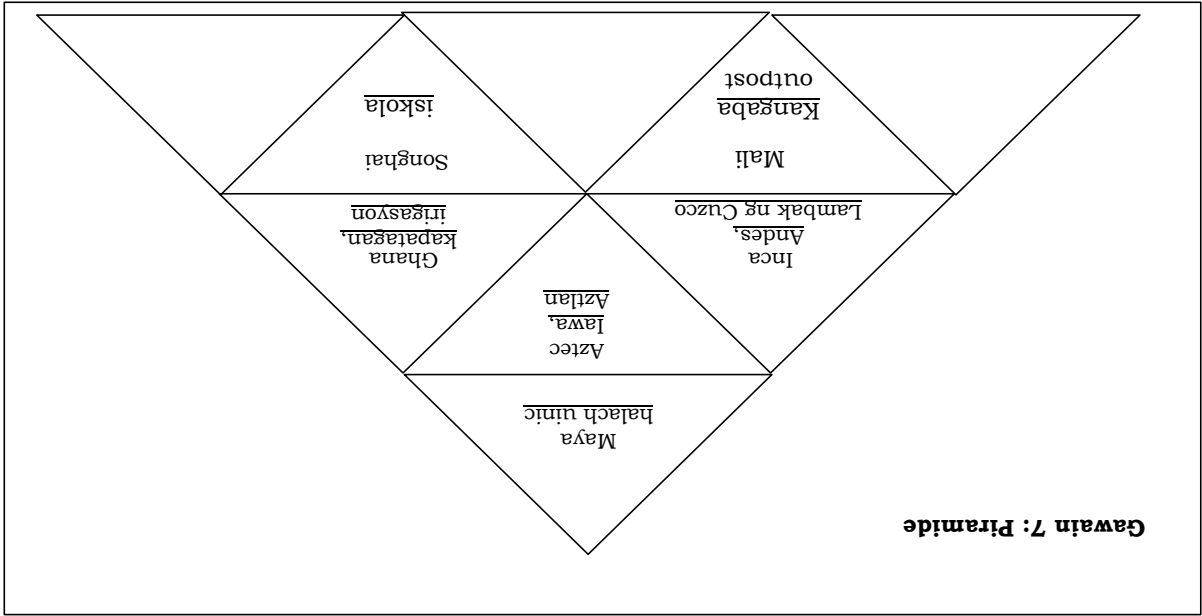 Gawain 7: Piramide
Maya
halach uinic
Aztec
lawa,
Aztlan
Inca
Andes,
Lambak ng Cuzco
Ghana
kapatagan,
irigasyon
Mali
Kangaba
outpost
Songhai
iskola